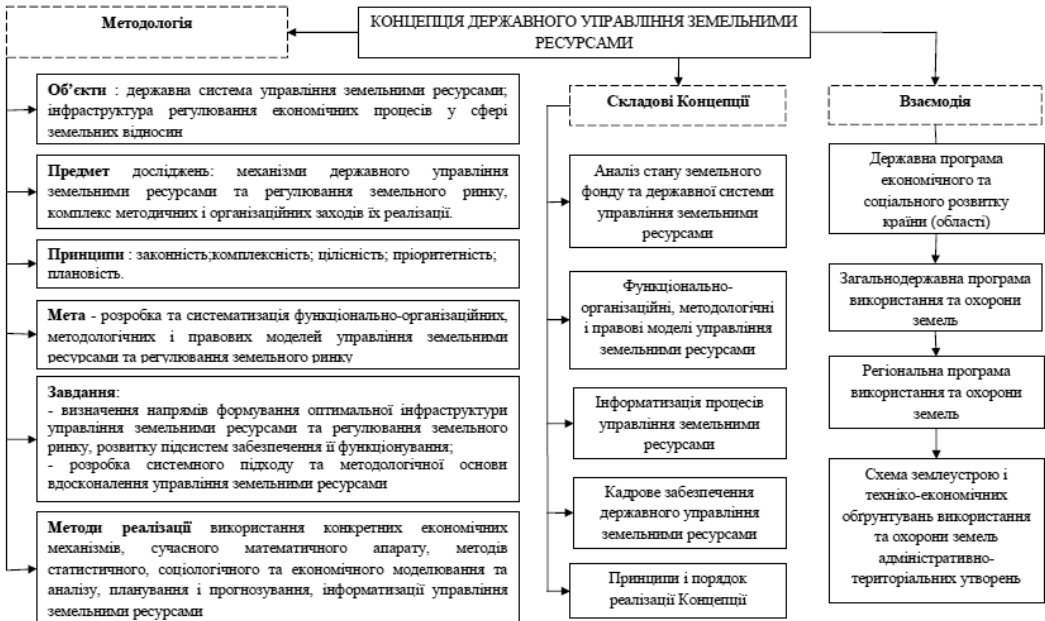 КОНЦЕПЦІЯ ДЕРЖАВНОГО УПРАВЛІННЯ ЗЕМЕЛЬНИМИ
РЕСУРСАМИ
Методологія
Об’єкти : державна система управління земельними ресурсами;
інфраструктура регулювання економічних процесів у сфері
земельних відносин
Предмет досліджень: механізми державного управління
земельними ресурсами та регулювання земельного ринку,
комплекс методичних і організаційних заходів їх реалізації.
Принципи : законність;комплексність; цілісність; пріоритетність;
плановість.
Мета - розробка та систематизація функціонально-організаційних,
методологічних і правових моделей управління земельними
ресурсами та регулювання земельного ринку
Завдання:
- визначення напрямів формування оптимальної інфраструктури
управління земельними ресурсами та регулювання земельного
ринку, розвитку підсистем забезпечення її функціонування;
- розробка системного підходу та методологічної основи
вдосконалення управління земельними ресурсами
Методи реалізації використання конкретних економічних
механізмів, сучасного математичного апарату, методів
статистичного, соціологічного та економічного моделювання та
аналізу, планування і прогнозування, інформатизації управління
земельними ресурсами
Складові Концепції
Аналіз стану земельного
фонду та державної системи
управління земельними
ресурсами
Функціонально-
організаційні, методологічні
і правові моделі управління
земельними ресурсами
Інформатизація процесів
управління земельними
ресурсами
Кадрове забезпечення
державного управління
земельними ресурсами
Принципи і порядок
реалізації Концепції
Взаємодія
Державна програма
економічного та
соціального розвитку
країни (області)
Загальнодержавна програма
використання та охорони
земель
Регіональна програма
використання та охорони
земель
Схема землеустрою і
техніко-економічних
обґрунтувань використання
та охорони земель
адміністративно-
територіальних утворень